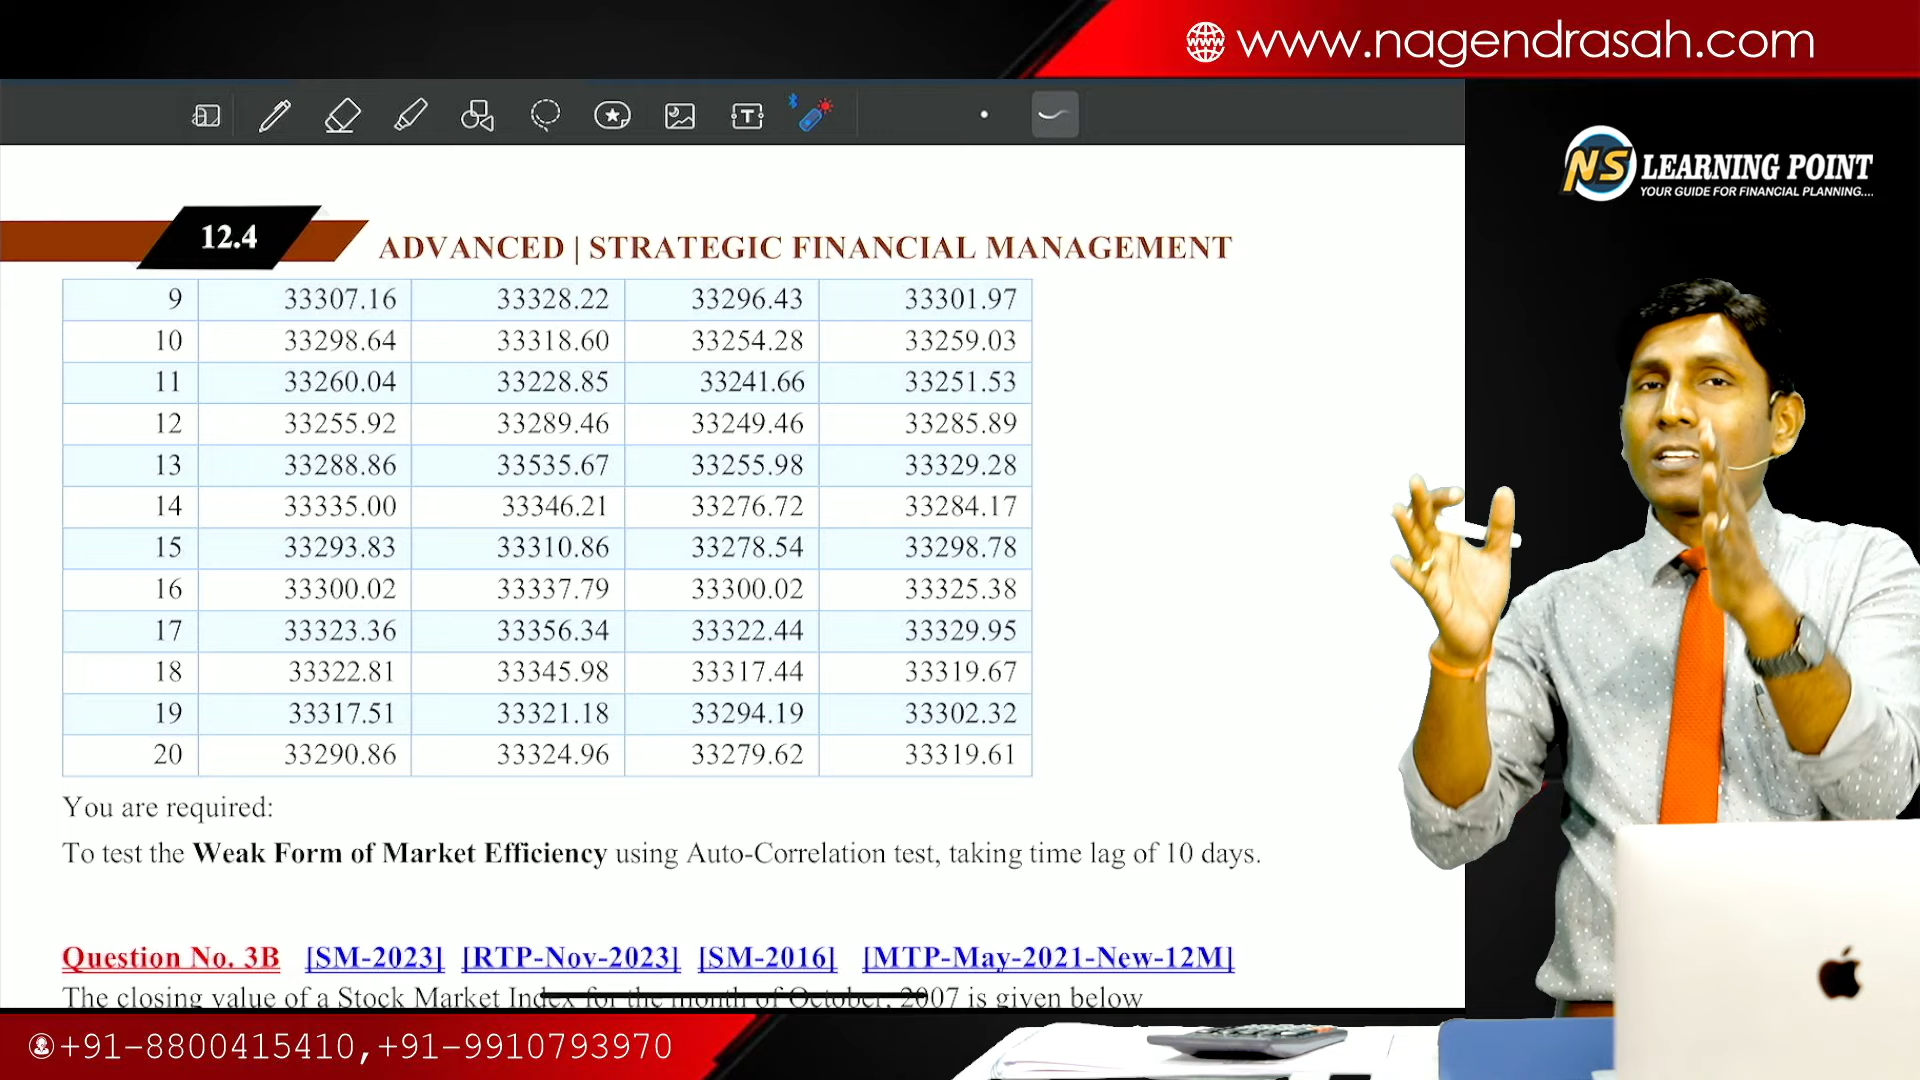 www.nagendrasah.com
NS LEARNING POINT
YOUR GUIDE FOR FINANCIAL PLANNING....
12.4
ADVANCED | STRATEGIC FINANCIAL MANAGEMENT
9 33307.16 33328.22 33296.43 33301.97
10 33298.64 33318.60 33254.28 33259.03
11 33260.04 33228.85 33241.66 33251.53
12 33255.92 33289.46 33249.46 33285.89
13 33288.86 33535.67 33255.98 33329.28
14 33335.00 33346.21 33276.72 33284.17
15 33293.83 33310.86 33278.54 33298.78
16 33300.02 33337.79 33300.02 33325.38
17 33323.36 33356.34 33322.44 33329.95
18 33322.81 33345.98 33317.44 33319.67
19 33317.51 33321.18 33294.19 33302.32
20 33290.86 33324.96 33279.62 33319.61
You are required:
To test the Weak Form of Market Efficiency using Auto-Correlation test, taking time lag of 10 days.
Question No. 3B [SM-2023] [RTP-Nov-2023] [SM-2016] [MTP-May-2021-New-12M]
The closing value of a Stock Market Index for the month of October, 2007 is given below
+91-8800415410,+91-9910793970